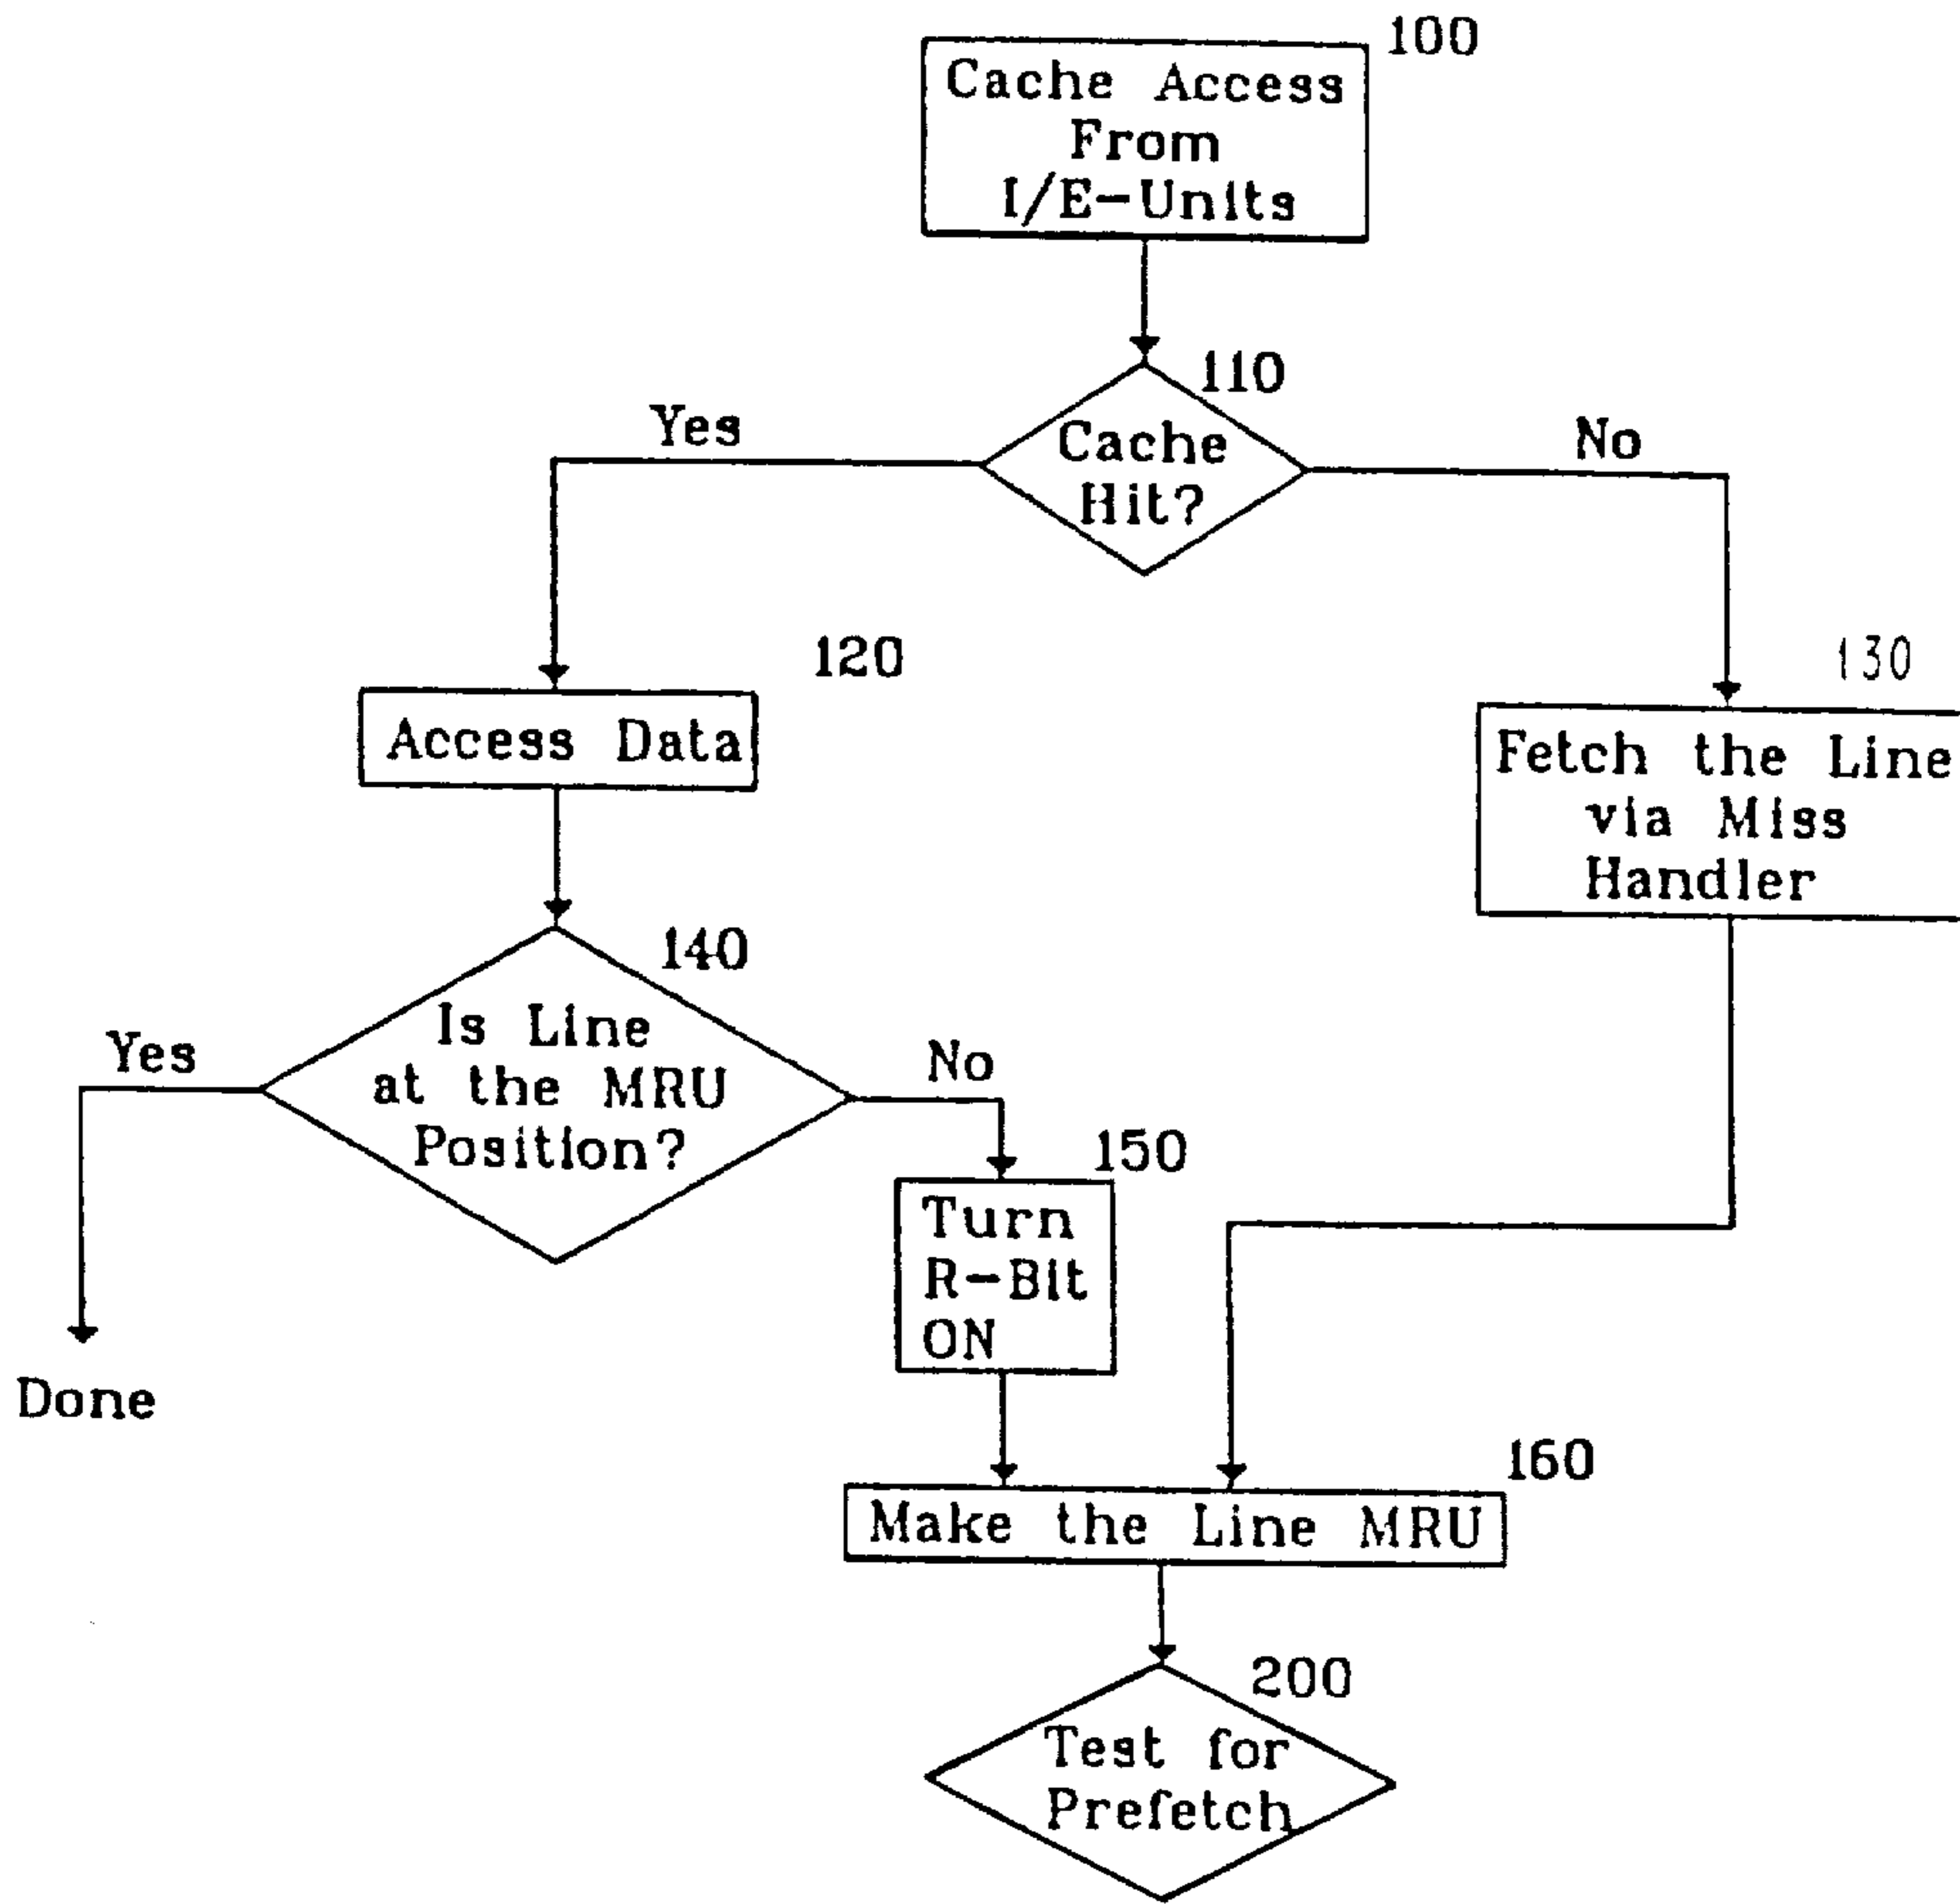 100
Cache Access
From
I/E-Units
110
Cache
Hit?
Yes
No
120
Access Data
130
Fetch the Line
via Miss
Handler
140
Is Line
at the MRU
Position?
Yes
No
Done
150
Turn
R-Bit
ON
160
Make the Line MRU
200
Test for
Prefetch